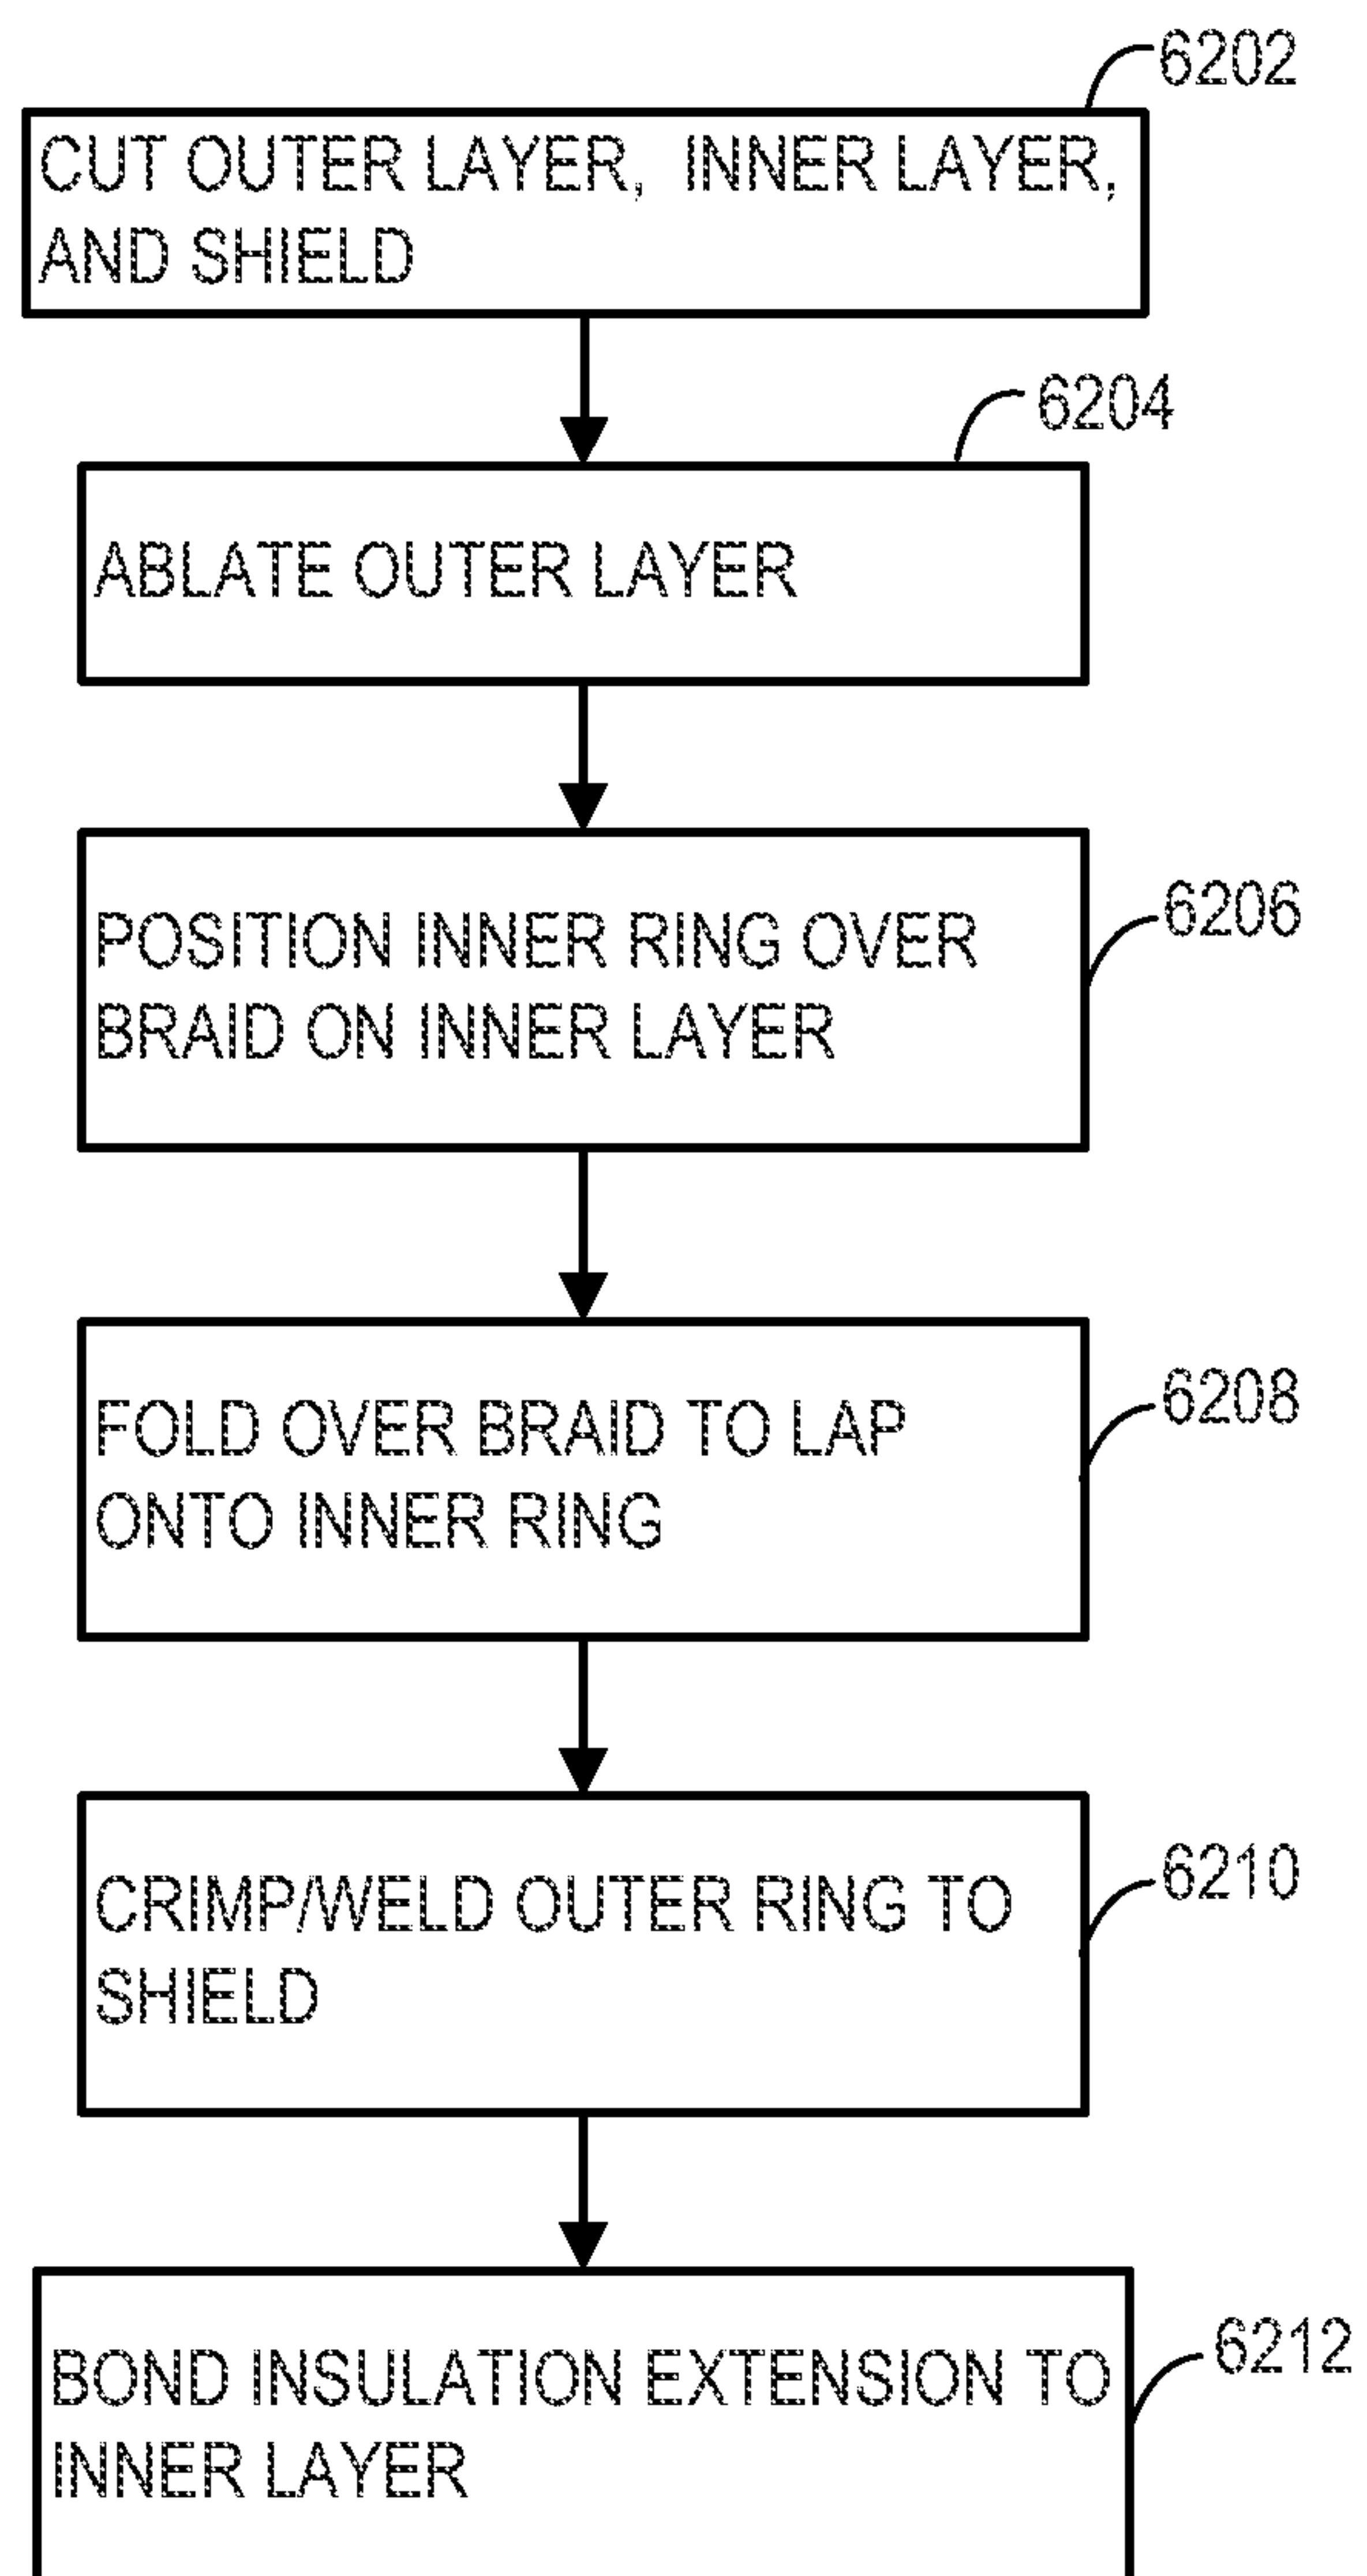 6202
CUT OUTER LAYER, INNER LAYER,
AND SHIELD
6204
ABLATE OUTER LAYER
6206
POSITION INNER RING OVER
BRAID ON INNER LAYER
6208
FOLD OVER BRAID TO LAP
ONTO INNER RING
6210
CRIMP/WELD OUTER RING TO
SHIELD
6212
BOND INSULATION EXTENSION TO
INNER LAYER